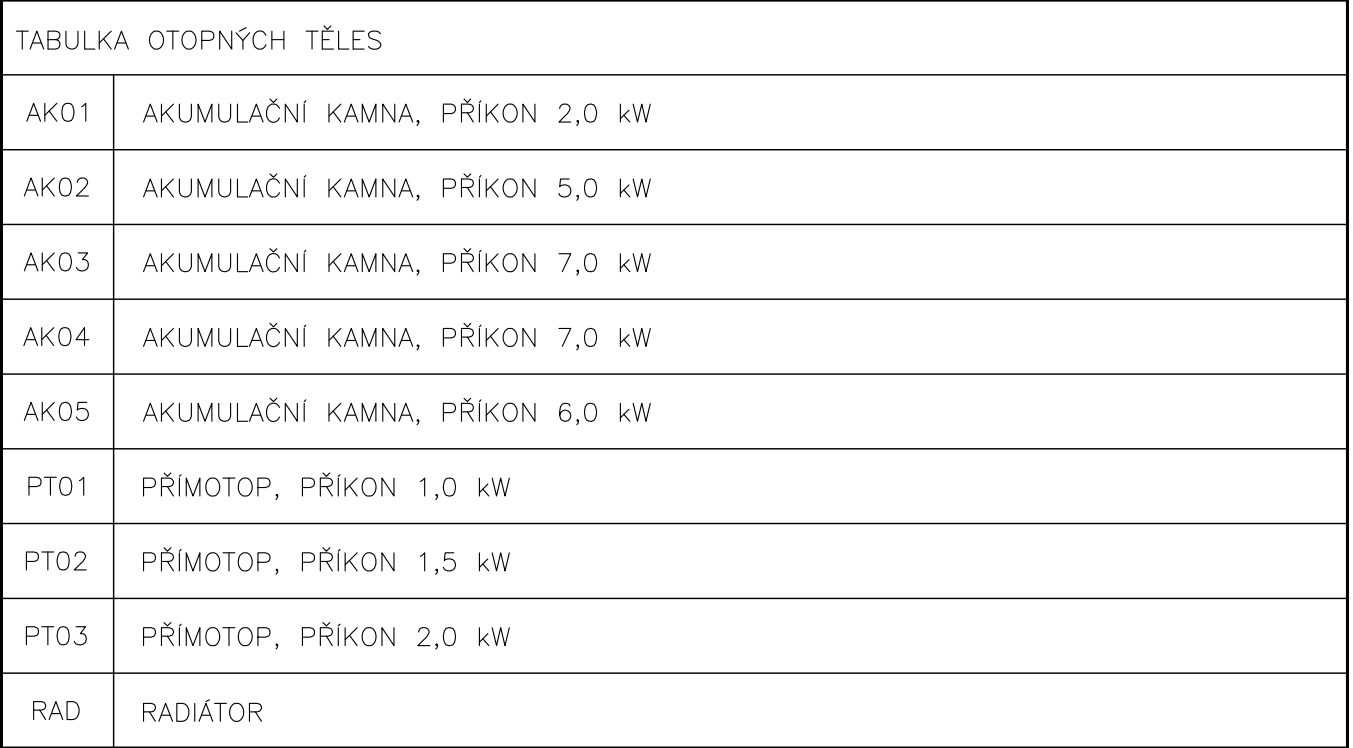 TABULKA OTOPNÝCH TĚLES
AK01 AKUMULAČNÍ KAMNA, PŘÍKON 2,0 kW
AK02 AKUMULAČNÍ KAMNA, PŘÍKON 5,0 kW
AK03 AKUMULAČNÍ KAMNA, PŘÍKON 7,0 kW
AK04 AKUMULAČNÍ KAMNA, PŘÍKON 7,0 kW
AK05 AKUMULAČNÍ KAMNA, PŘÍKON 6,0 kW
PT01 PŘÍMOTOP, PŘÍKON 1,0 kW
PT02 PŘÍMOTOP, PŘÍKON 1,5 kW
PT03 PŘÍMOTOP, PŘÍKON 2,0 kW
RAD RADIÁTOR